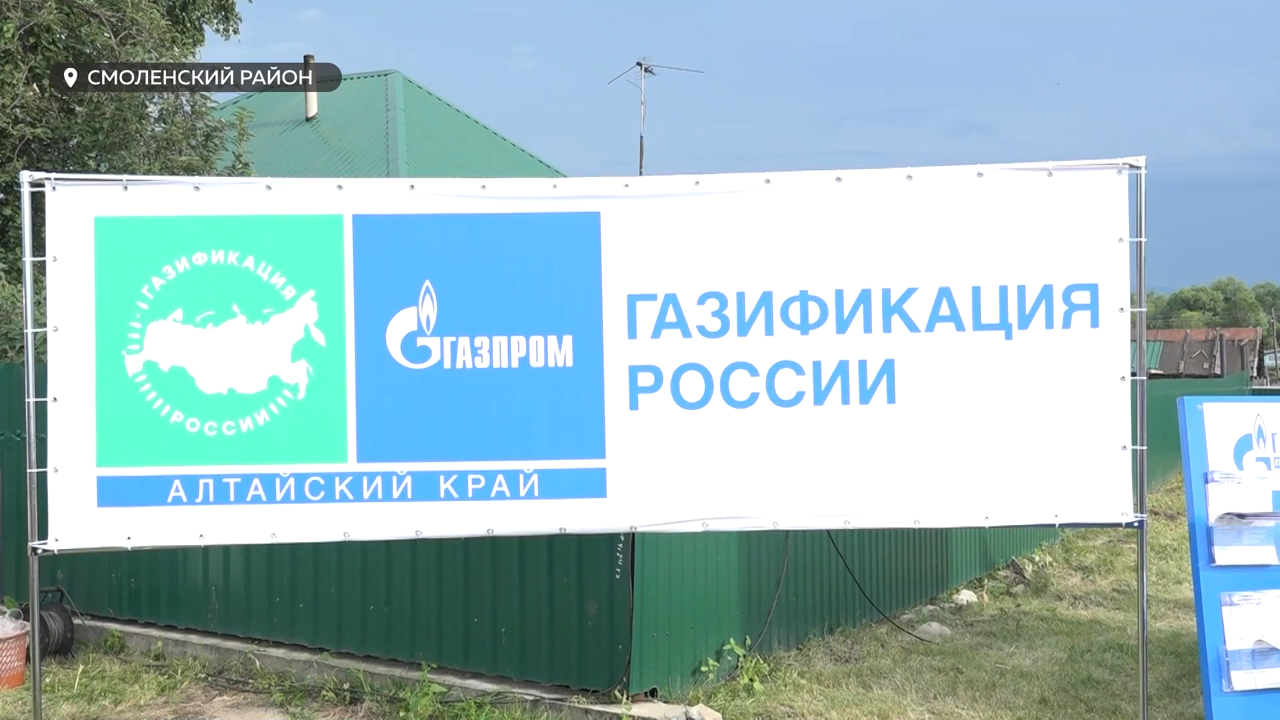 СМОЛЕНСКИЙ РАЙОН
ГАЗИФИКАЦИЯ
РОССИИ
ГАЗПРОМ
ГАЗИФИКАЦИЯ
РОССИИ
АЛТАЙСКИЙ КРАЙ